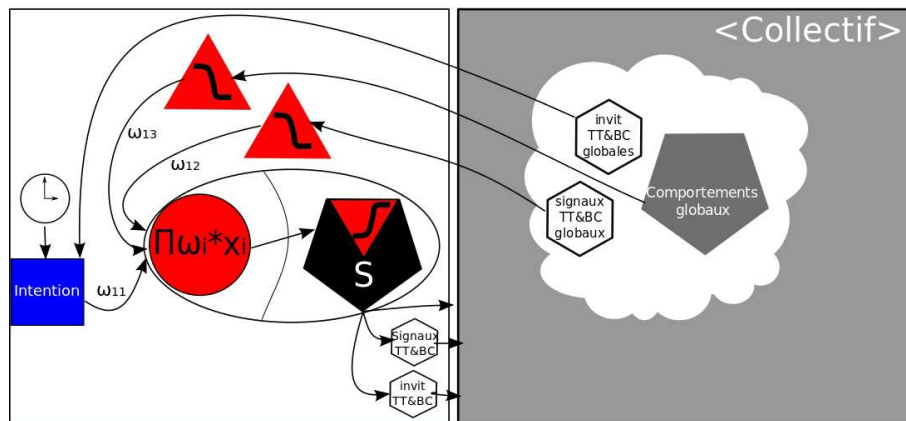 <Collectif>
invit
TT&BC
globales
ω13
ω12
signaux
TT&BC
globaux
Comportements
globaux
Πωi*xi
S
Intention
ω11
Signaux
TT&BC
invit
TT&BC